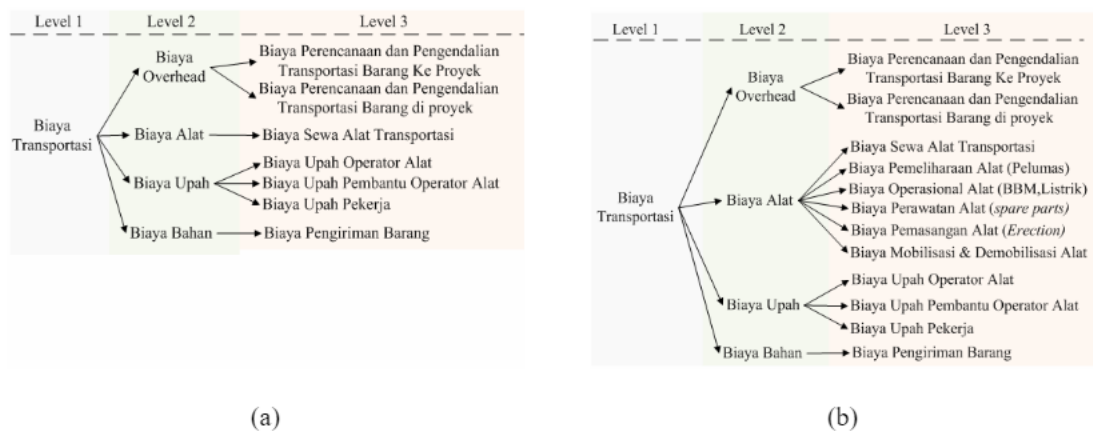 Level 1 Level 2 Level 3
Biaya Transportasi
Biaya Overhead
Biaya Perencanaan dan Pengendalian
Transportasi Barang Ke Proyek
Biaya Perencanaan dan Pengendalian
Transportasi Barang di proyek
Biaya Alat
Biaya Sewa Alat Transportasi
Biaya Upah
Biaya Upah Operator Alat
Biaya Upah Pembantu Operator Alat
Biaya Upah Pekerja
Biaya Bahan
Biaya Pengiriman Barang
(a)
Level 1 Level 2 Level 3
Biaya Transportasi
Biaya Overhead
Biaya Perencanaan dan Pengendalian
Transportasi Barang Ke Proyek
Biaya Perencanaan dan Pengendalian
Transportasi Barang di proyek
Biaya Alat
Biaya Sewa Alat Transportasi
Biaya Pemeliharaan Alat (Pelumas)
Biaya Operasional Alat (BBM,Listrik)
Biaya Perawatan Alat (spare parts)
Biaya Pemasangan Alat (Erection)
Biaya Mobilisasi & Demobilisasi Alat
Biaya Upah
Biaya Upah Operator Alat
Biaya Upah Pembantu Operator Alat
Biaya Upah Pekerja
Biaya Bahan
Biaya Pengiriman Barang
(b)